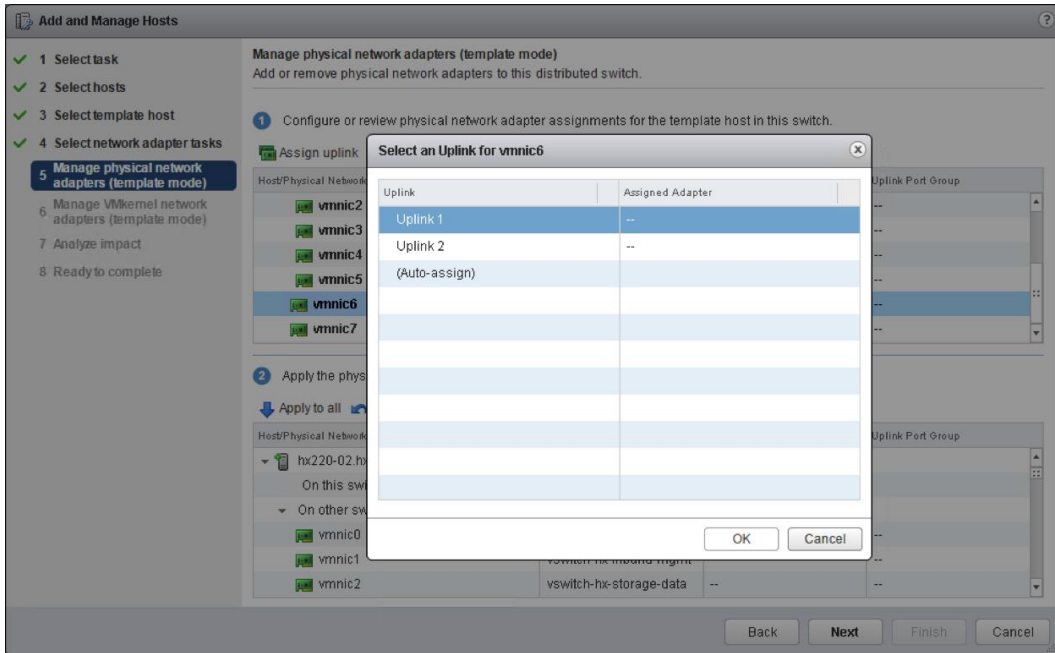 Add and Manage Hosts
?
1 Select task
2 Select hosts
3 Select template host
4 Select network adapter tasks
5 Manage physical network
adapters (template mode)
6 Manage VMkernel network
adapters (template mode)
7 Analyze impact
8 Ready to complete
Manage physical network adapters (template mode)
Add or remove physical network adapters to this distributed switch.
1 Configure or review physical network adapter assignments for the template host in this switch.
Assign uplink
Host/Physical Network
Uplink Port Group
vmnic2 --
vmnic3 --
vmnic4 --
vmnic5 --
vmnic6 --
vmnic7 --
Select an Uplink for vmnic6
Uplink Assigned Adapter
Uplink 1 --
Uplink 2 --
(Auto-assign)
OK Cancel
2 Apply the phys
Apply to all
Host/Physical Network
Uplink Port Group
hx220-02.hx
On this swi
On other sw
vmnic0 --
vmnic1 vswitch-hx-inband-mgmt --
vmnic2 vswitch-hx-storage-data -- --
Back Next Finish Cancel